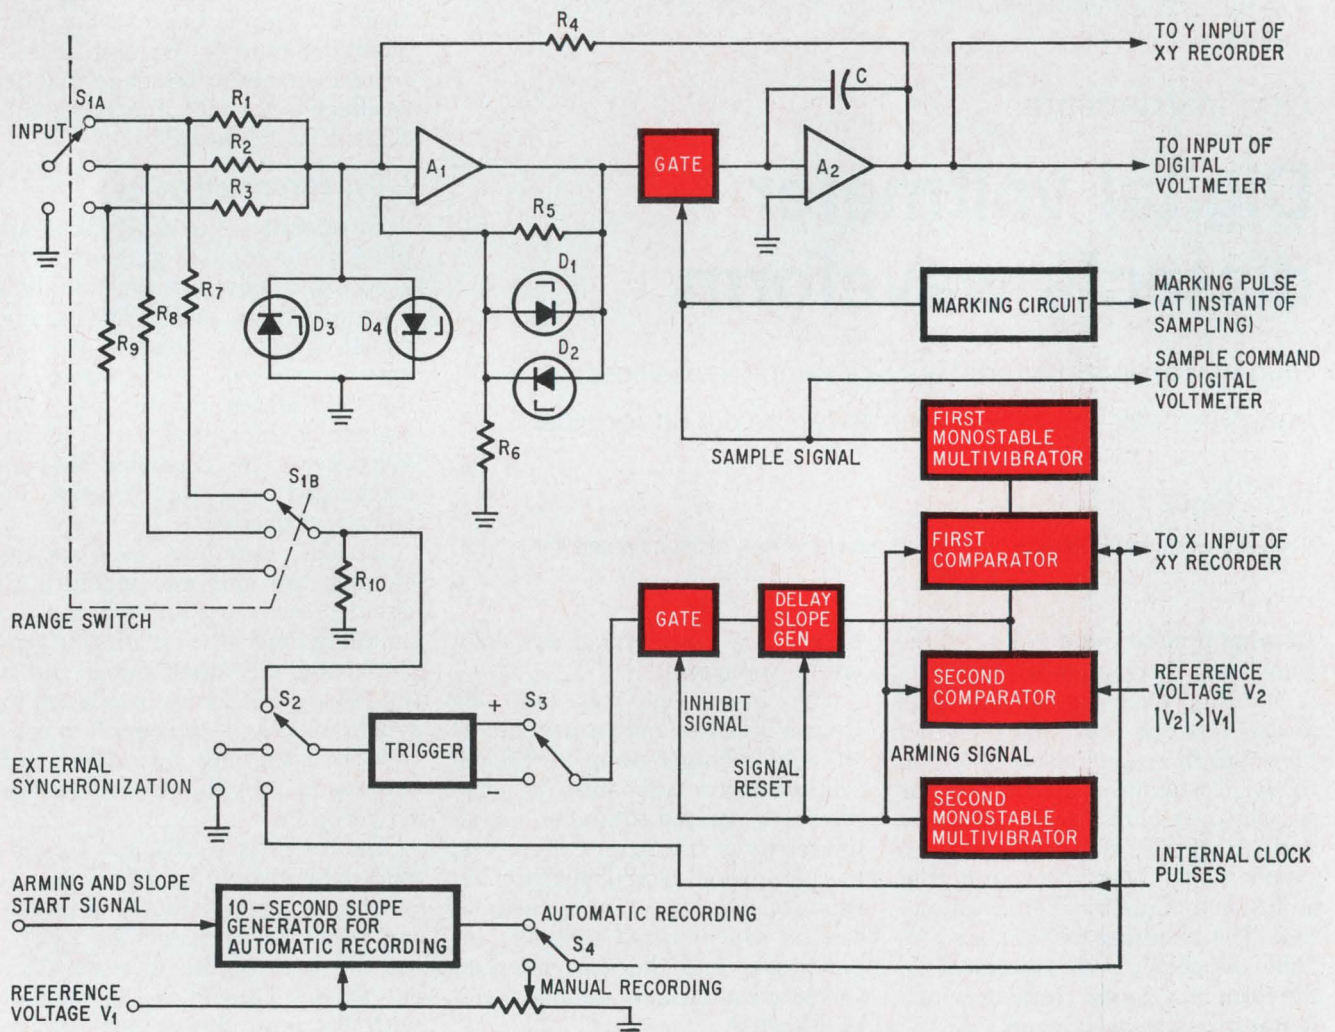 R4
TO Y INPUT OF
XY RECORDER
C
S1A
R1
INPUT
R2
A1
GATE
A2
TO INPUT OF
DIGITAL
VOLTMETER
R3
R5
R7
D1
MARKING CIRCUIT
MARKING PULSE
(AT INSTANT OF
SAMPLING)
R8
D3
D4
R9
D2
SAMPLE COMMAND
TO DIGITAL
VOLTMETER
FIRST
MONOSTABLE
MULTIVIBRATOR
R6
SAMPLE SIGNAL
S1B
FIRST
COMPARATOR
TO X INPUT OF
XY RECORDER
R10
RANGE SWITCH
GATE
DELAY
SLOPE
GEN
SECOND
COMPARATOR
REFERENCE
VOLTAGE V2
|V2| >|V1|
S2
+
S3
INHIBIT
SIGNAL
TRIGGER
ARMING SIGNAL
EXTERNAL
SYNCHRONIZATION
−
SIGNAL
RESET
SECOND
MONOSTABLE
MULTIVIBRATOR
INTERNAL CLOCK
PULSES
ARMING AND SLOPE
START SIGNAL
10-SECOND SLOPE
GENERATOR FOR
AUTOMATIC RECORDING
AUTOMATIC RECORDING
S4
MANUAL RECORDING
REFERENCE
VOLTAGE V1